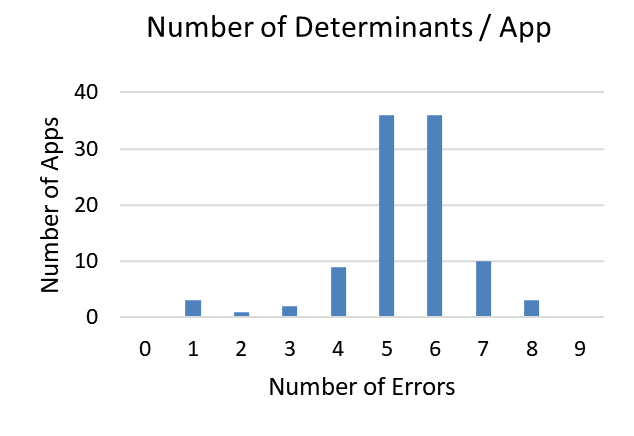 Number of Determinants / App
Number of Apps
40
30
20
10
0
0 1 2 3 4 5 6 7 8 9
Number of Errors